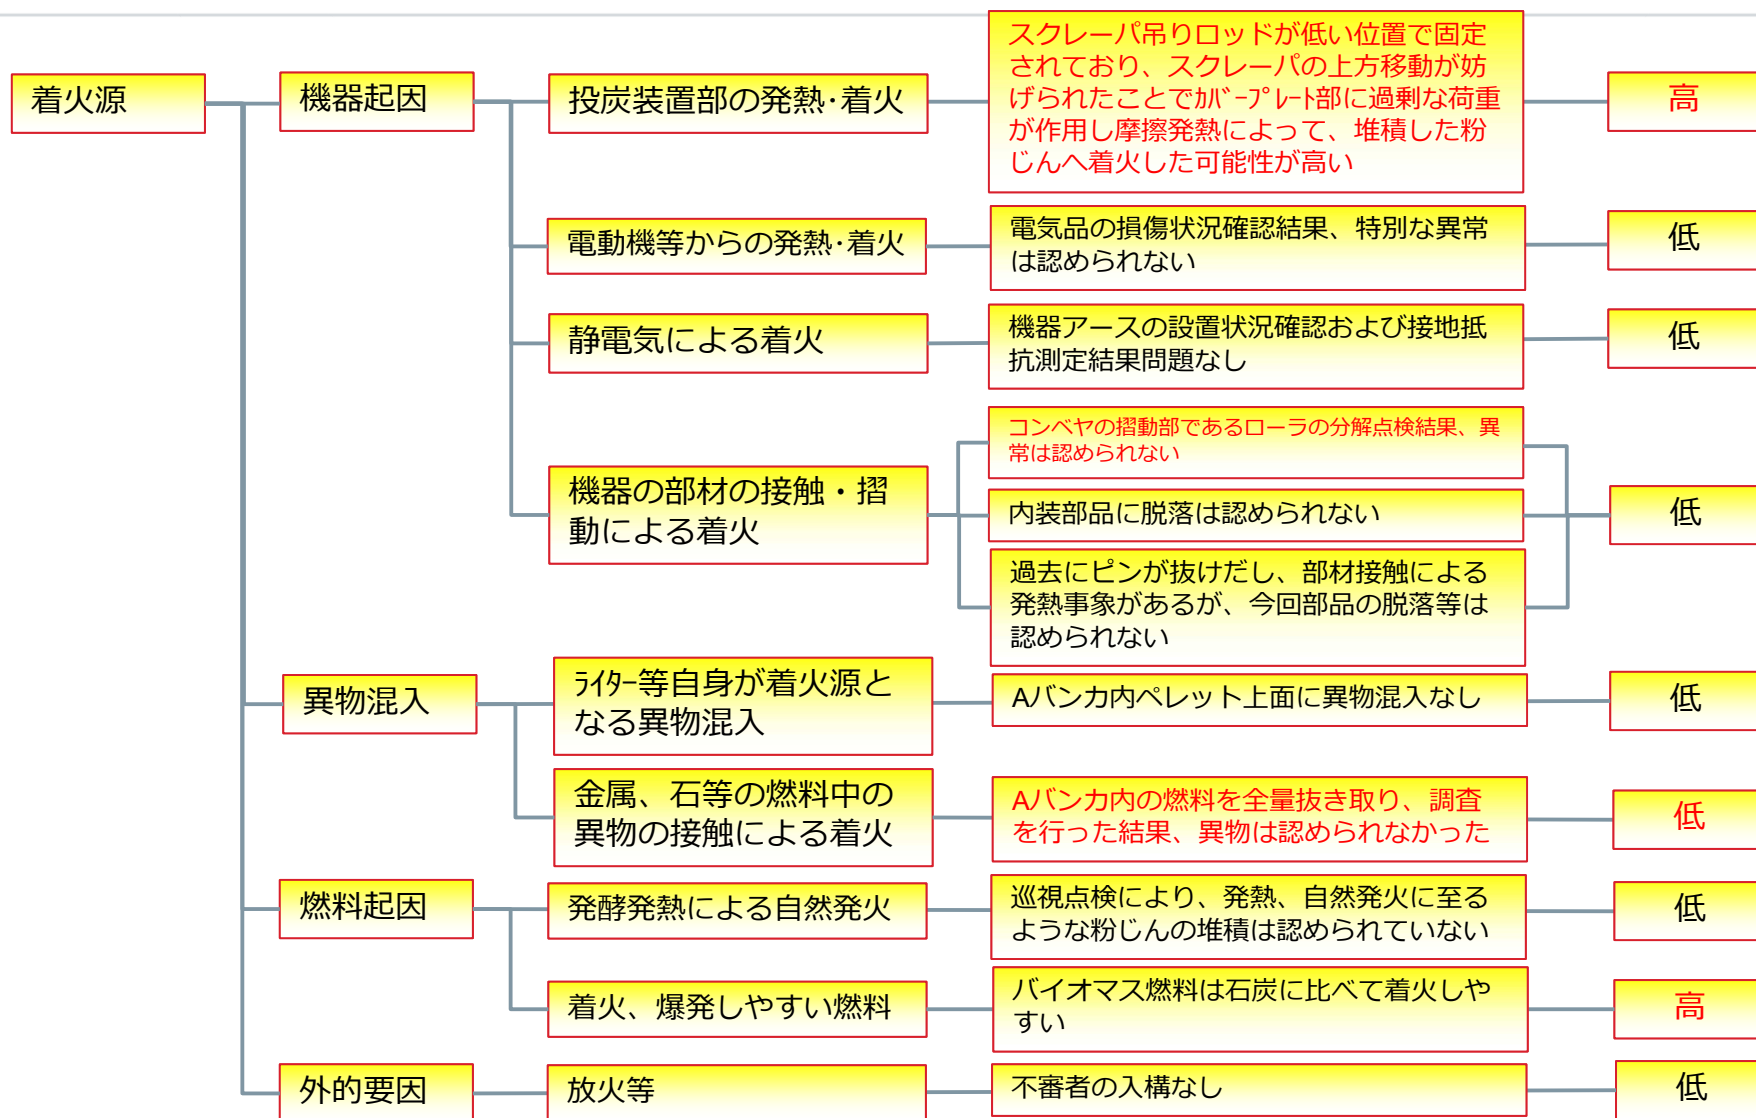 着火源
機器起因
投炭装置部の発熱・着火
スクレーパ吊りロッドが低い位置で固定
されており、スクレーパの上方移動が妨
げられたことでｶﾊﾞｰﾌﾟﾚｰﾄ部に過剰な荷重
が作用し摩擦発熱によって、堆積した粉
じんへ着火した可能性が高い
高
電動機等からの発熱・着火
電気品の損傷状況確認結果、特別な異常
は認められない
低
静電気による着火
機器アースの設置状況確認および接地抵
抗測定結果問題なし
低
機器の部材の接触・摺
動による着火
コンベヤの摺動部であるローラの分解点検結果、異
常は認められない
内装部品に脱落は認められない
過去にピンが抜けだし、部材接触による
発熱事象があるが、今回部品の脱落等は
認められない
低
異物混入
ﾗｲﾀｰ等自身が着火源と
なる異物混入
Aバンカ内ペレット上面に異物混入なし
低
金属、石等の燃料中の
異物の接触による着火
Aバンカ内の燃料を全量抜き取り、調査
を行った結果、異物は認められなかった
低
燃料起因
発酵発熱による自然発火
巡視点検により、発熱、自然発火に至る
ような粉じんの堆積は認められていない
低
着火、爆発しやすい燃料
バイオマス燃料は石炭に比べて着火しや
すい
高
外的要因
放火等
不審者の入構なし
低